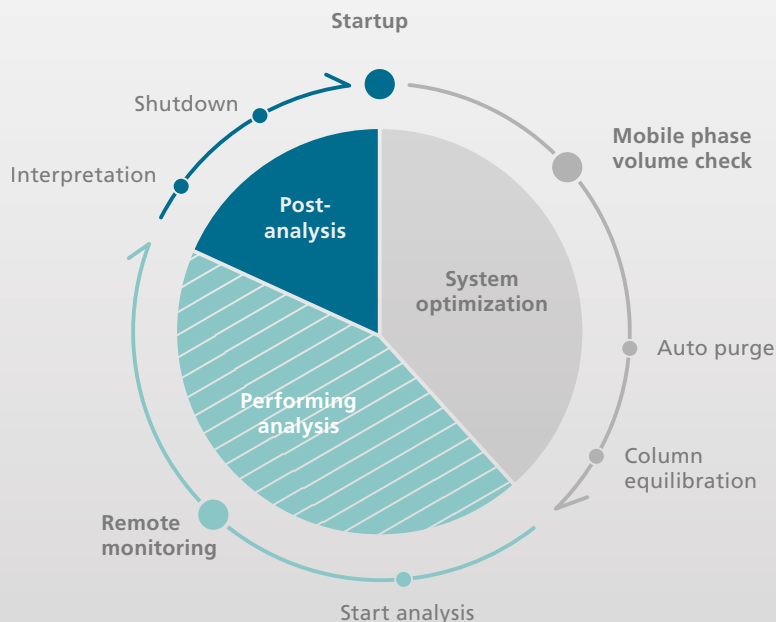 Startup
Shutdown
Mobile phase
volume check
Interpretation
Post-
analysis
System
optimization
Auto purge
Performing
analysis
Column
equilibration
Remote
monitoring
Start analysis